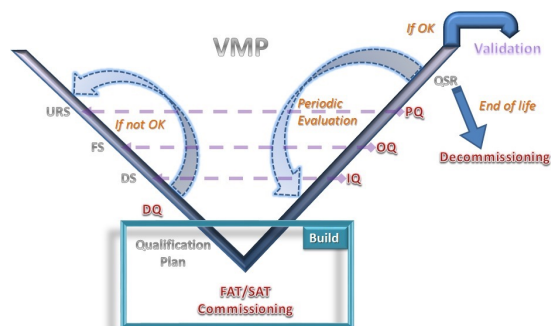 If OK
VMP
Validation
QSR
URS
If not OK
Periodic
Evaluation
PQ
End of life
FS
OQ
Decommissioning
DS
IQ
DQ
Qualification
Plan
Build
FAT/SAT
Commissioning